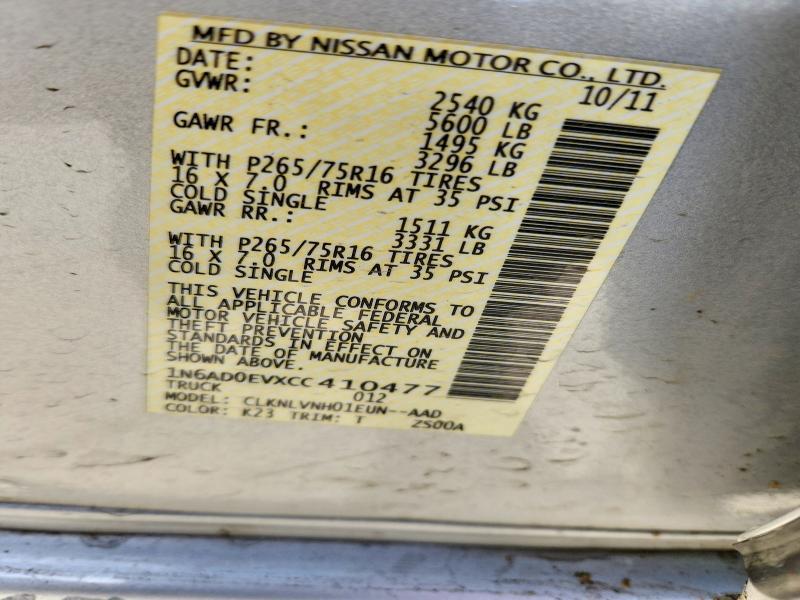 MFD BY NISSAN MOTOR CO., LTD.
DATE: 10/11
GVWR: 2540 KG
5600 LB
GAWR FR.: 1495 KG
3296 LB
WITH P265/75R16 TIRES
16 X 7.0 RIMS AT 35 PSI
COLD SINGLE
GAWR RR.: 1511 KG
3331 LB
WITH P265/75R16 TIRES
16 X 7.0 RIMS AT 35 PSI
COLD SINGLE
THIS VEHICLE CONFORMS TO
ALL APPLICABLE FEDERAL
MOTOR VEHICLE SAFETY AND
THEFT PREVENTION
STANDARDS IN EFFECT ON
THE DATE OF MANUFACTURE
SHOWN ABOVE.
1N6AD0EVXCC410477
TRUCK 012
MODEL: CLKNLVNH01EUN--AAD
COLOR: K23 TRIM: T 2S00A